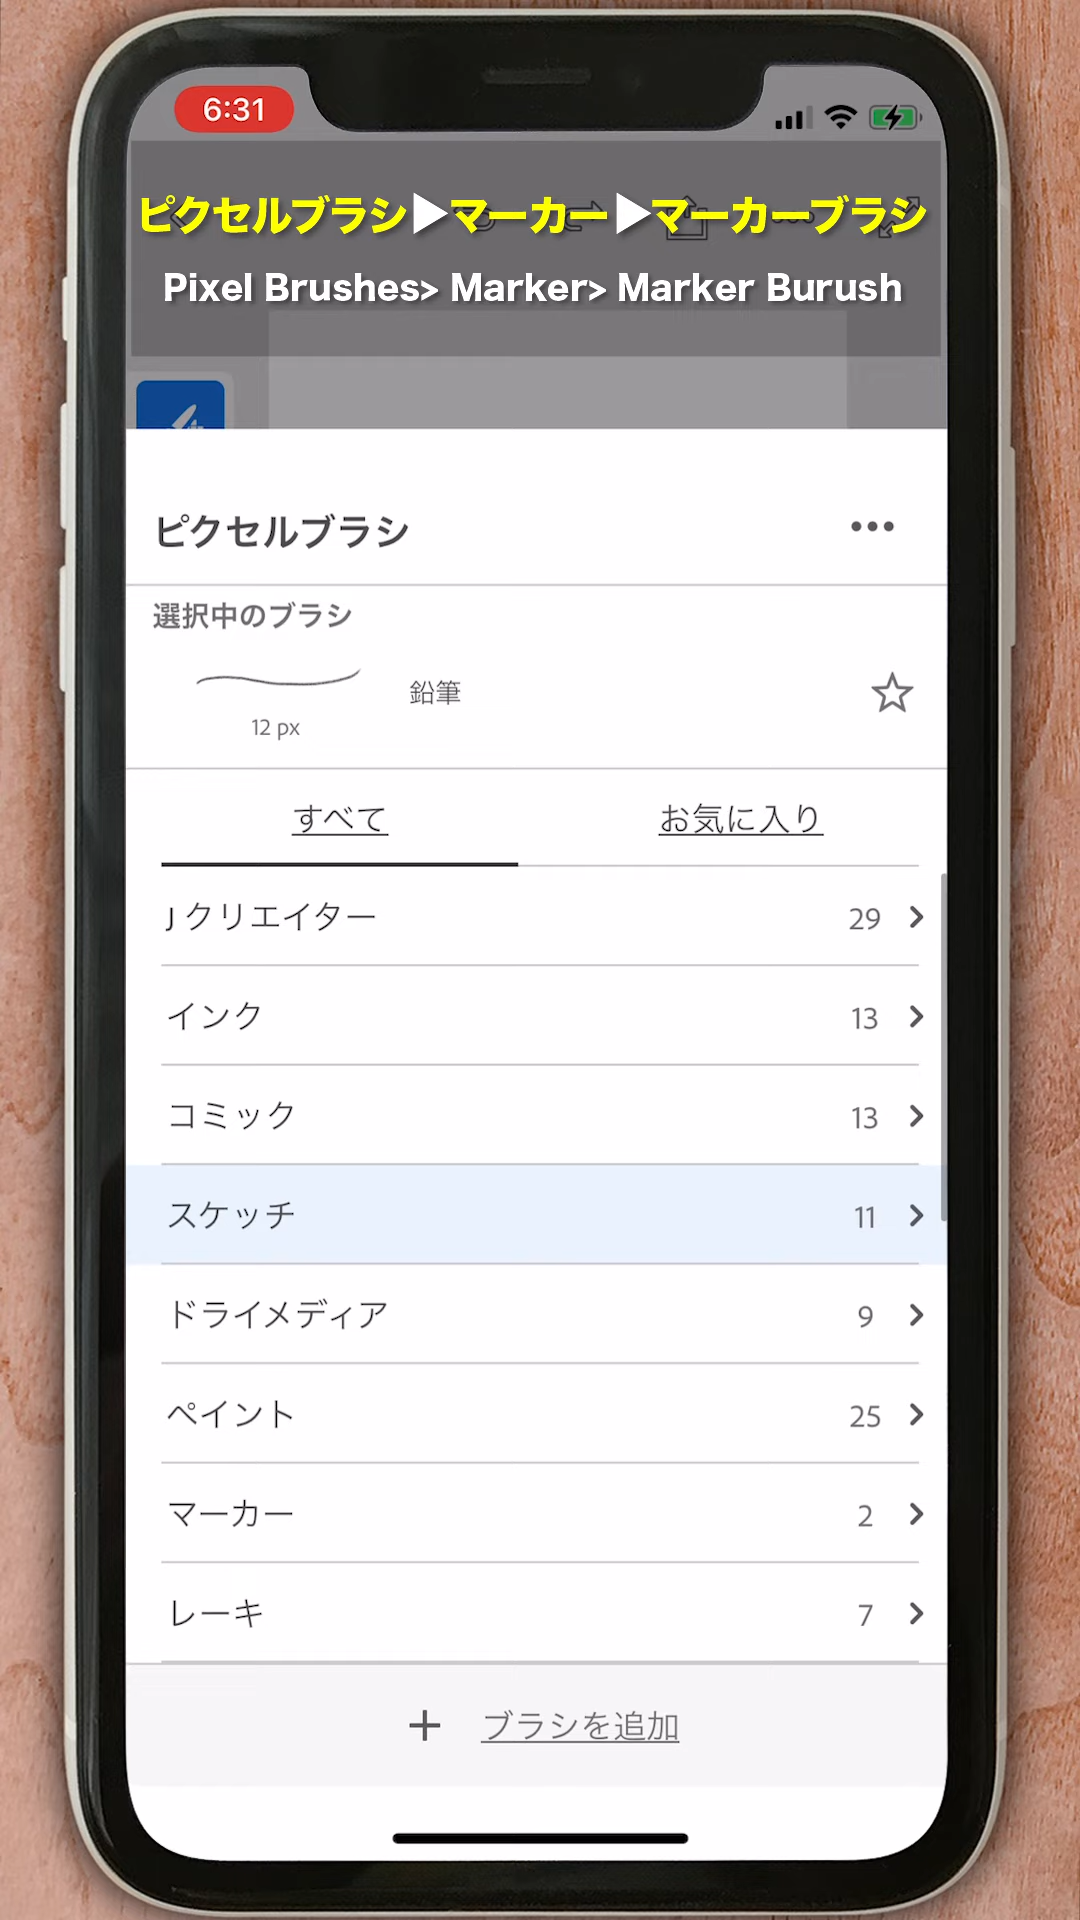 6:31
ピクセルブラシ▶マーカー▶マーカーブラシ
Pixel Brushes> Marker> Marker Burush
ピクセルブラシ
選択中のブラシ
鉛筆
12 px
すべて お気に入り
Jクリエイター 29
インク 13
コミック 13
スケッチ 11
ドライメディア 9
ペイント 25
マーカー 2
レーキ 7
+ ブラシを追加